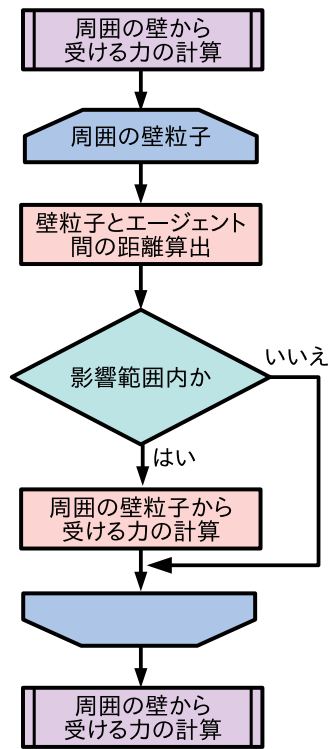 周囲の壁から
受ける力の計算
周囲の壁粒子
壁粒子とエージェント
間の距離算出
影響範囲内か
いいえ
はい
周囲の壁粒子から
受ける力の計算
周囲の壁から
受ける力の計算